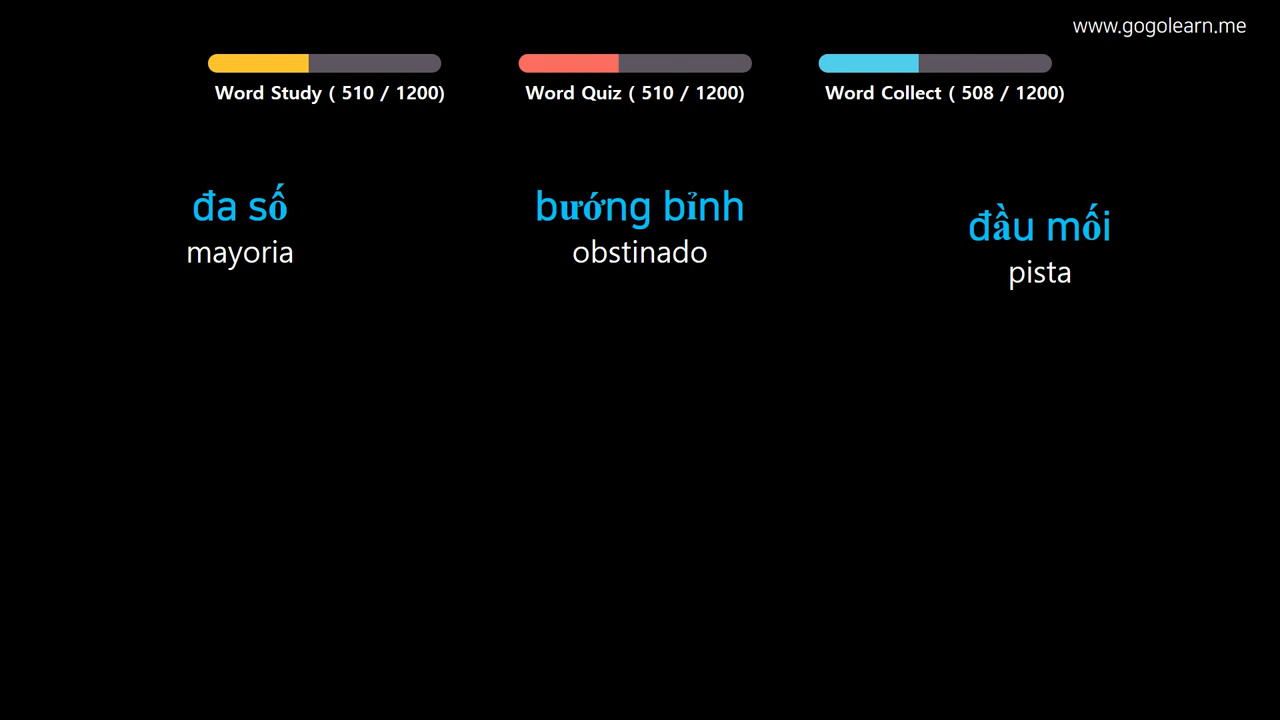 www.gogolearn.me
Word Study ( 510 / 1200)
Word Quiz ( 510 / 1200)
Word Collect ( 508 / 1200)
đa số
mayoria
bướng bỉnh
obstinado
đầu mối
pista